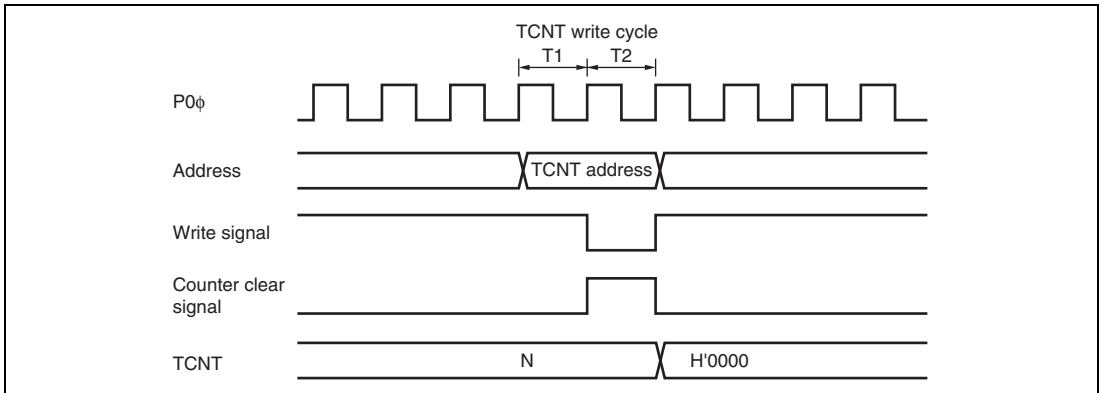 TCNT write cycle
T1 T2
P0ϕ
Address
TCNT address
Write signal
Counter clear
signal
TCNT
N
H'0000